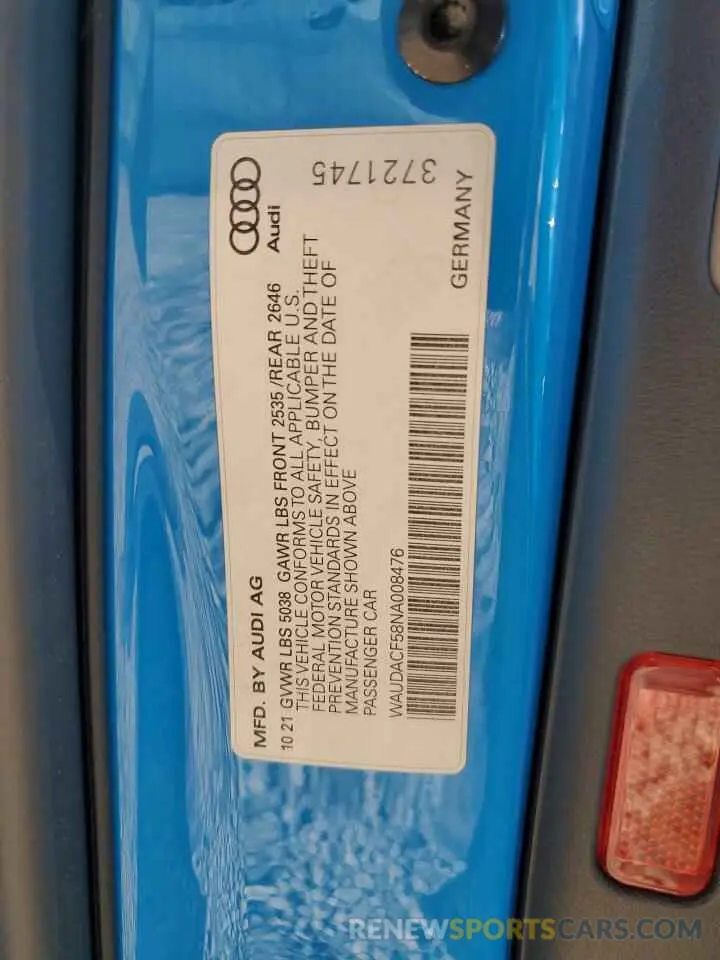 Audi
3721745
MFD. BY AUDI AG
10 21 GVWR LBS 5038 GAWR LBS FRONT 2535 /REAR 2646
THIS VEHICLE CONFORMS TO ALL APPLICABLE U.S.
FEDERAL MOTOR VEHICLE SAFETY, BUMPER AND THEFT
PREVENTION STANDARDS IN EFFECT ON THE DATE OF
MANUFACTURE SHOWN ABOVE
PASSENGER CAR
WAUDACF58NA008476
GERMANY
RENEWSPORTSCARS.COM